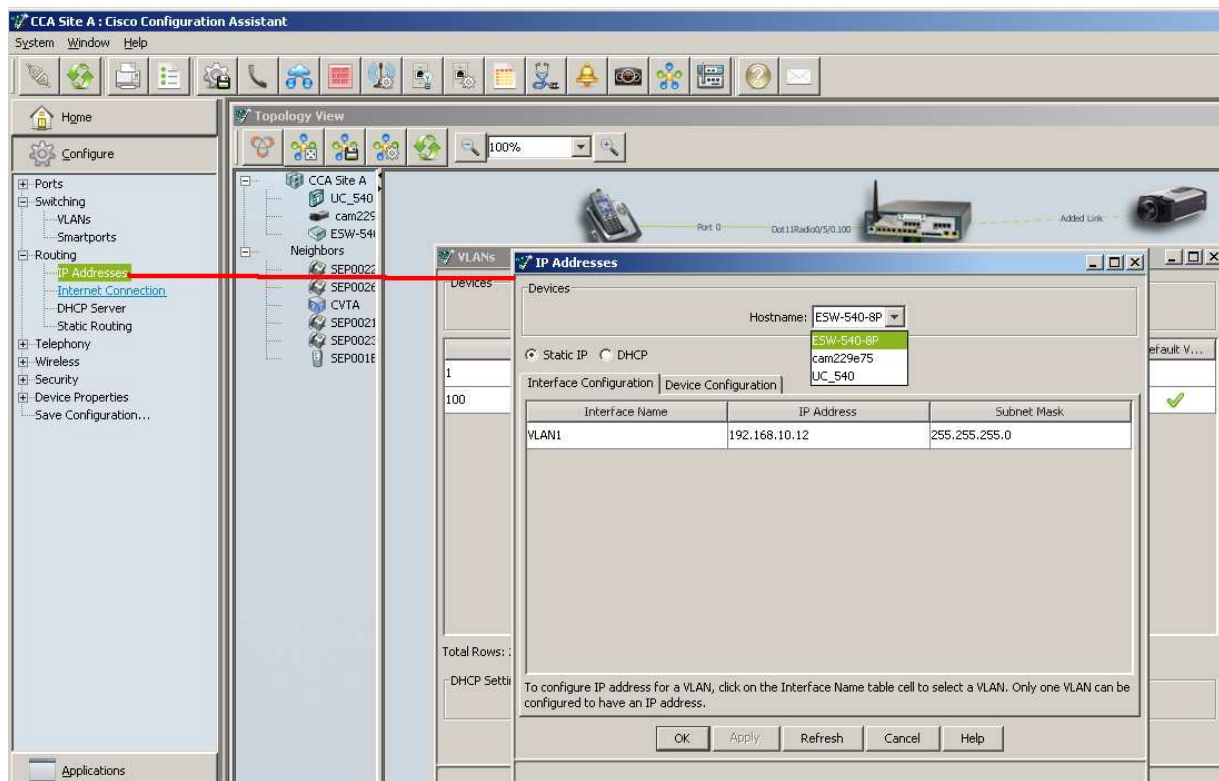 CCA Site A : Cisco Configuration Assistant
System Window Help
Home
Configure
Ports
Switching
VLANs
Smartports
Routing
IP Addresses
Internet Connection
DHCP Server
Static Routing
Telephony
Wireless
Security
Device Properties
Save Configuration...
Applications
Topology View
100%
CCA Site A
UC_540
cam229
ESW-54
Neighbors
SEP0022
SEP0026
CVTA
SEP0021
SEP0023
SEP001E
Port 0
Dot11Radio0/5/0.100
Added Link
VLANs
Devices
1
100
efault V...
Total Rows:
DHCP Setti
IP Addresses
Devices
Hostname: ESW-540-8P
ESW-540-8P
cam229e75
UC_540
Static IP DHCP
Interface Configuration Device Configuration
Interface Name IP Address Subnet Mask
VLAN1 192.168.10.12 255.255.255.0
To configure IP address for a VLAN, click on the Interface Name table cell to select a VLAN. Only one VLAN can be
configured to have an IP address.
OK Apply Refresh Cancel Help